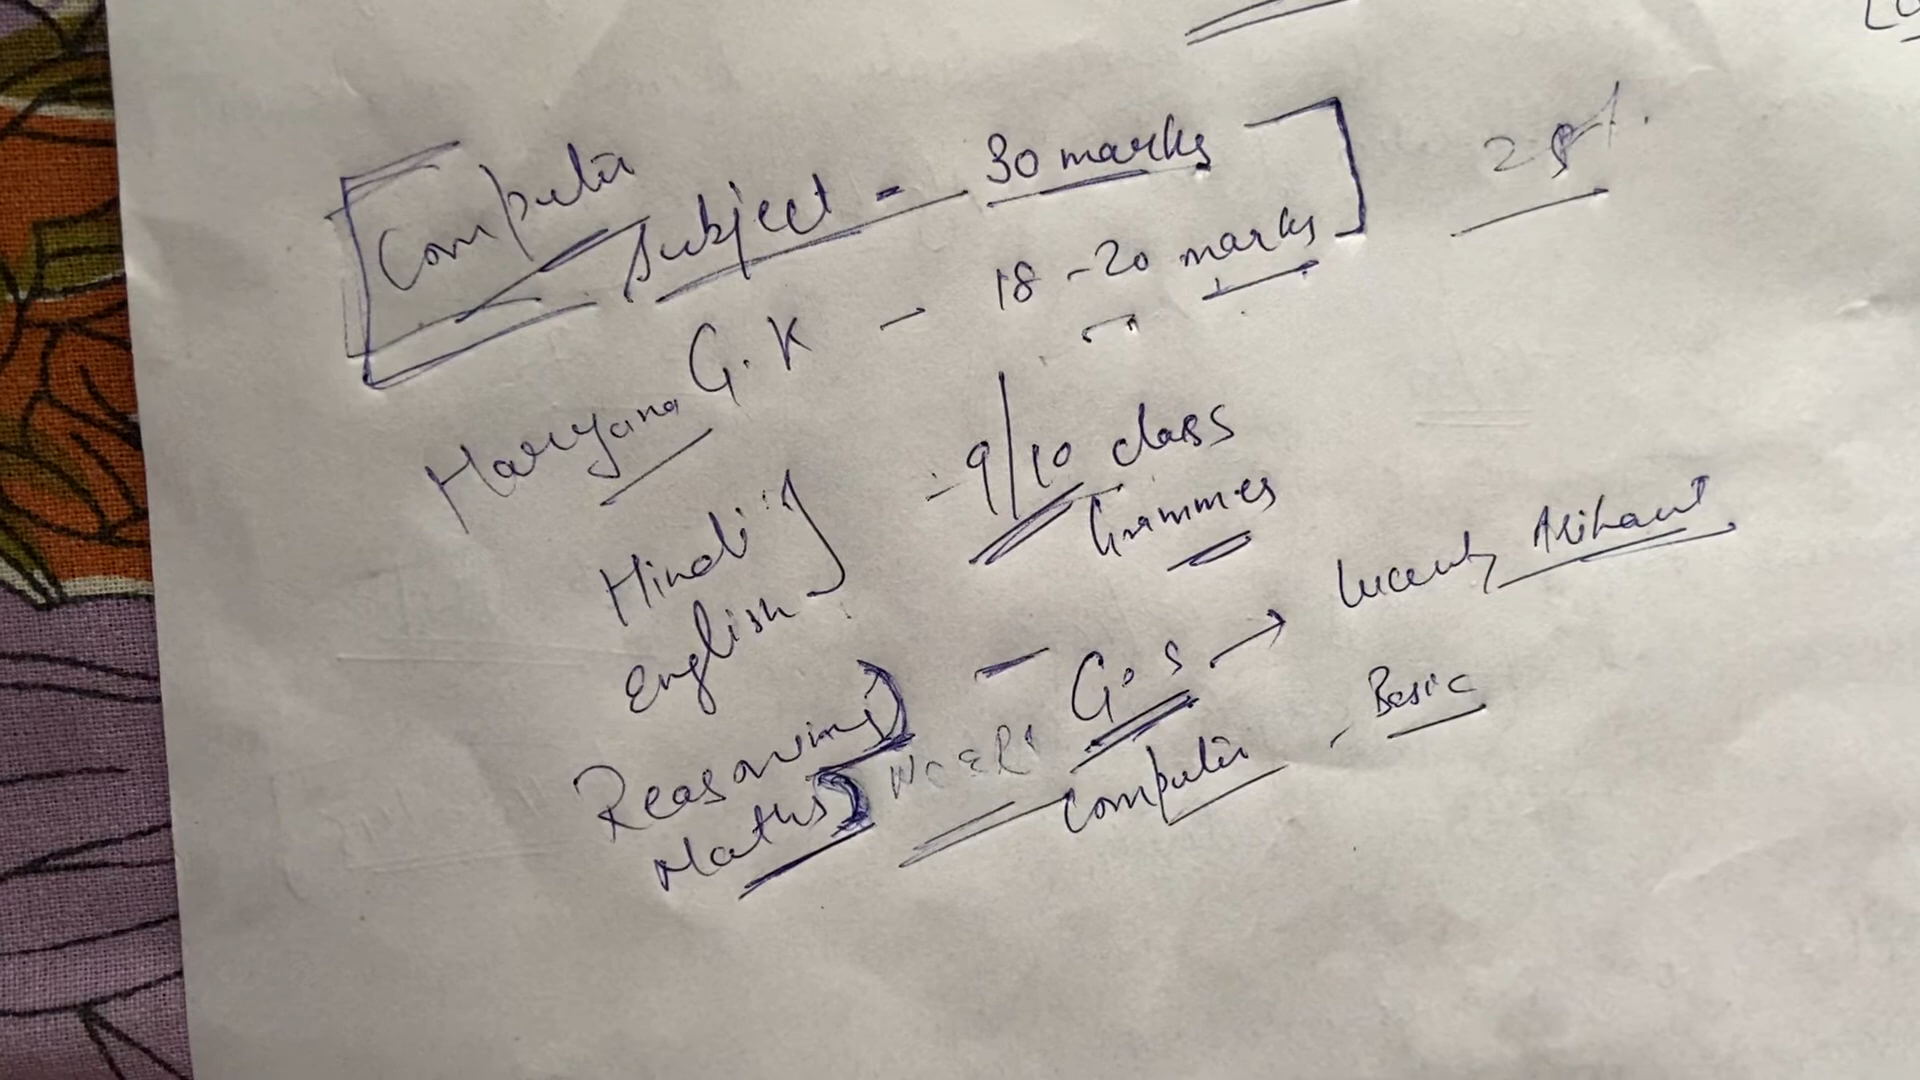 Computer
Subject - 30 marks
Haryana G.K - 18-20 marks
Hindi
English
- 9/10 class
Grammes
Reasoning
Maths
- G.S → Lucent, Arihant
Computer - Basic